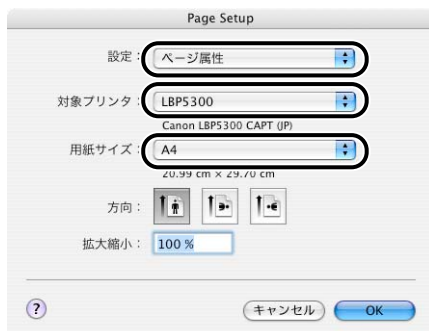 Page Setup
設定： ページ属性
対象プリンタ： LBP5300
Canon LBP5300 CAPT (JP)
用紙サイズ： A4
20.99 cm × 29.70 cm
方向：
拡大縮小： 100 %
? キャンセル OK